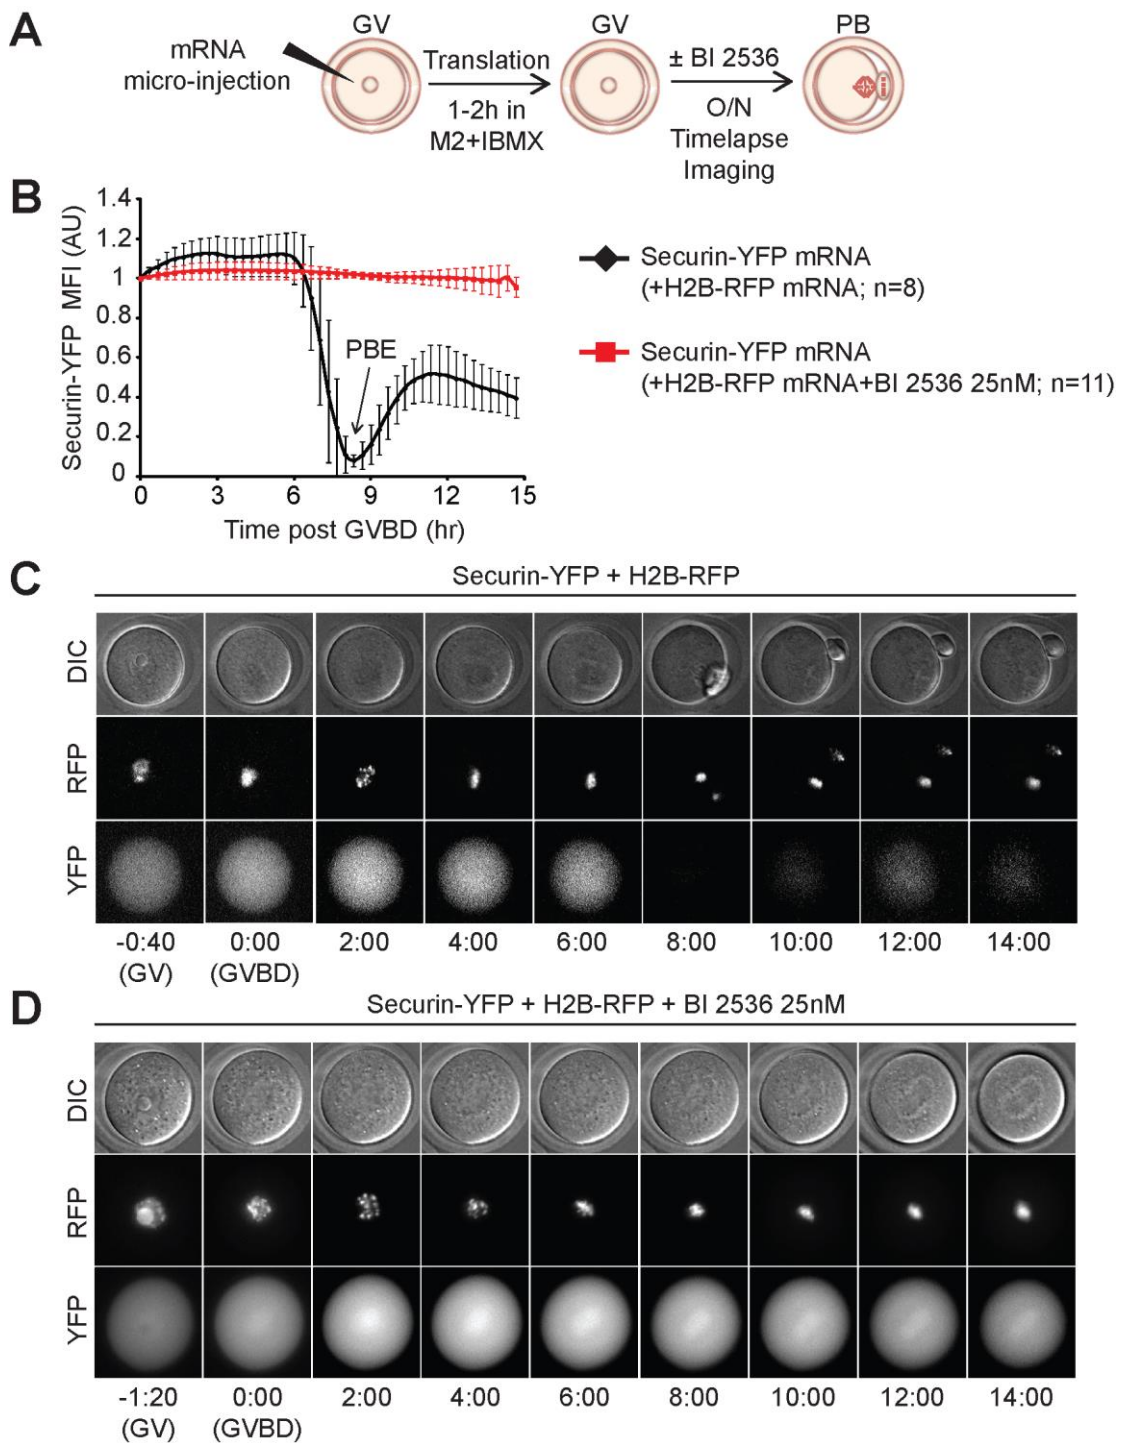 A
mRNA
micro-injection
GV
Translation
1-2h in
M2+IBMX
GV
± BI 2536
O/N
Timelapse
Imaging
PB
B
Securin-YFP MFI (AU)
1.4
1.2
1
0.8
0.6
0.4
0.2
0
PBE
0 3 6 9 12 15
Time post GVBD (hr)
Securin-YFP mRNA
(+H2B-RFP mRNA; n=8)
Securin-YFP mRNA
(+H2B-RFP mRNA+BI 2536 25nM; n=11)
C
Securin-YFP + H2B-RFP
DIC
RFP
YFP
-0:40 0:00 2:00 4:00 6:00 8:00 10:00 12:00 14:00
(GV) (GVBD)
D
Securin-YFP + H2B-RFP + BI 2536 25nM
DIC
RFP
YFP
-1:20 0:00 2:00 4:00 6:00 8:00 10:00 12:00 14:00
(GV) (GVBD)